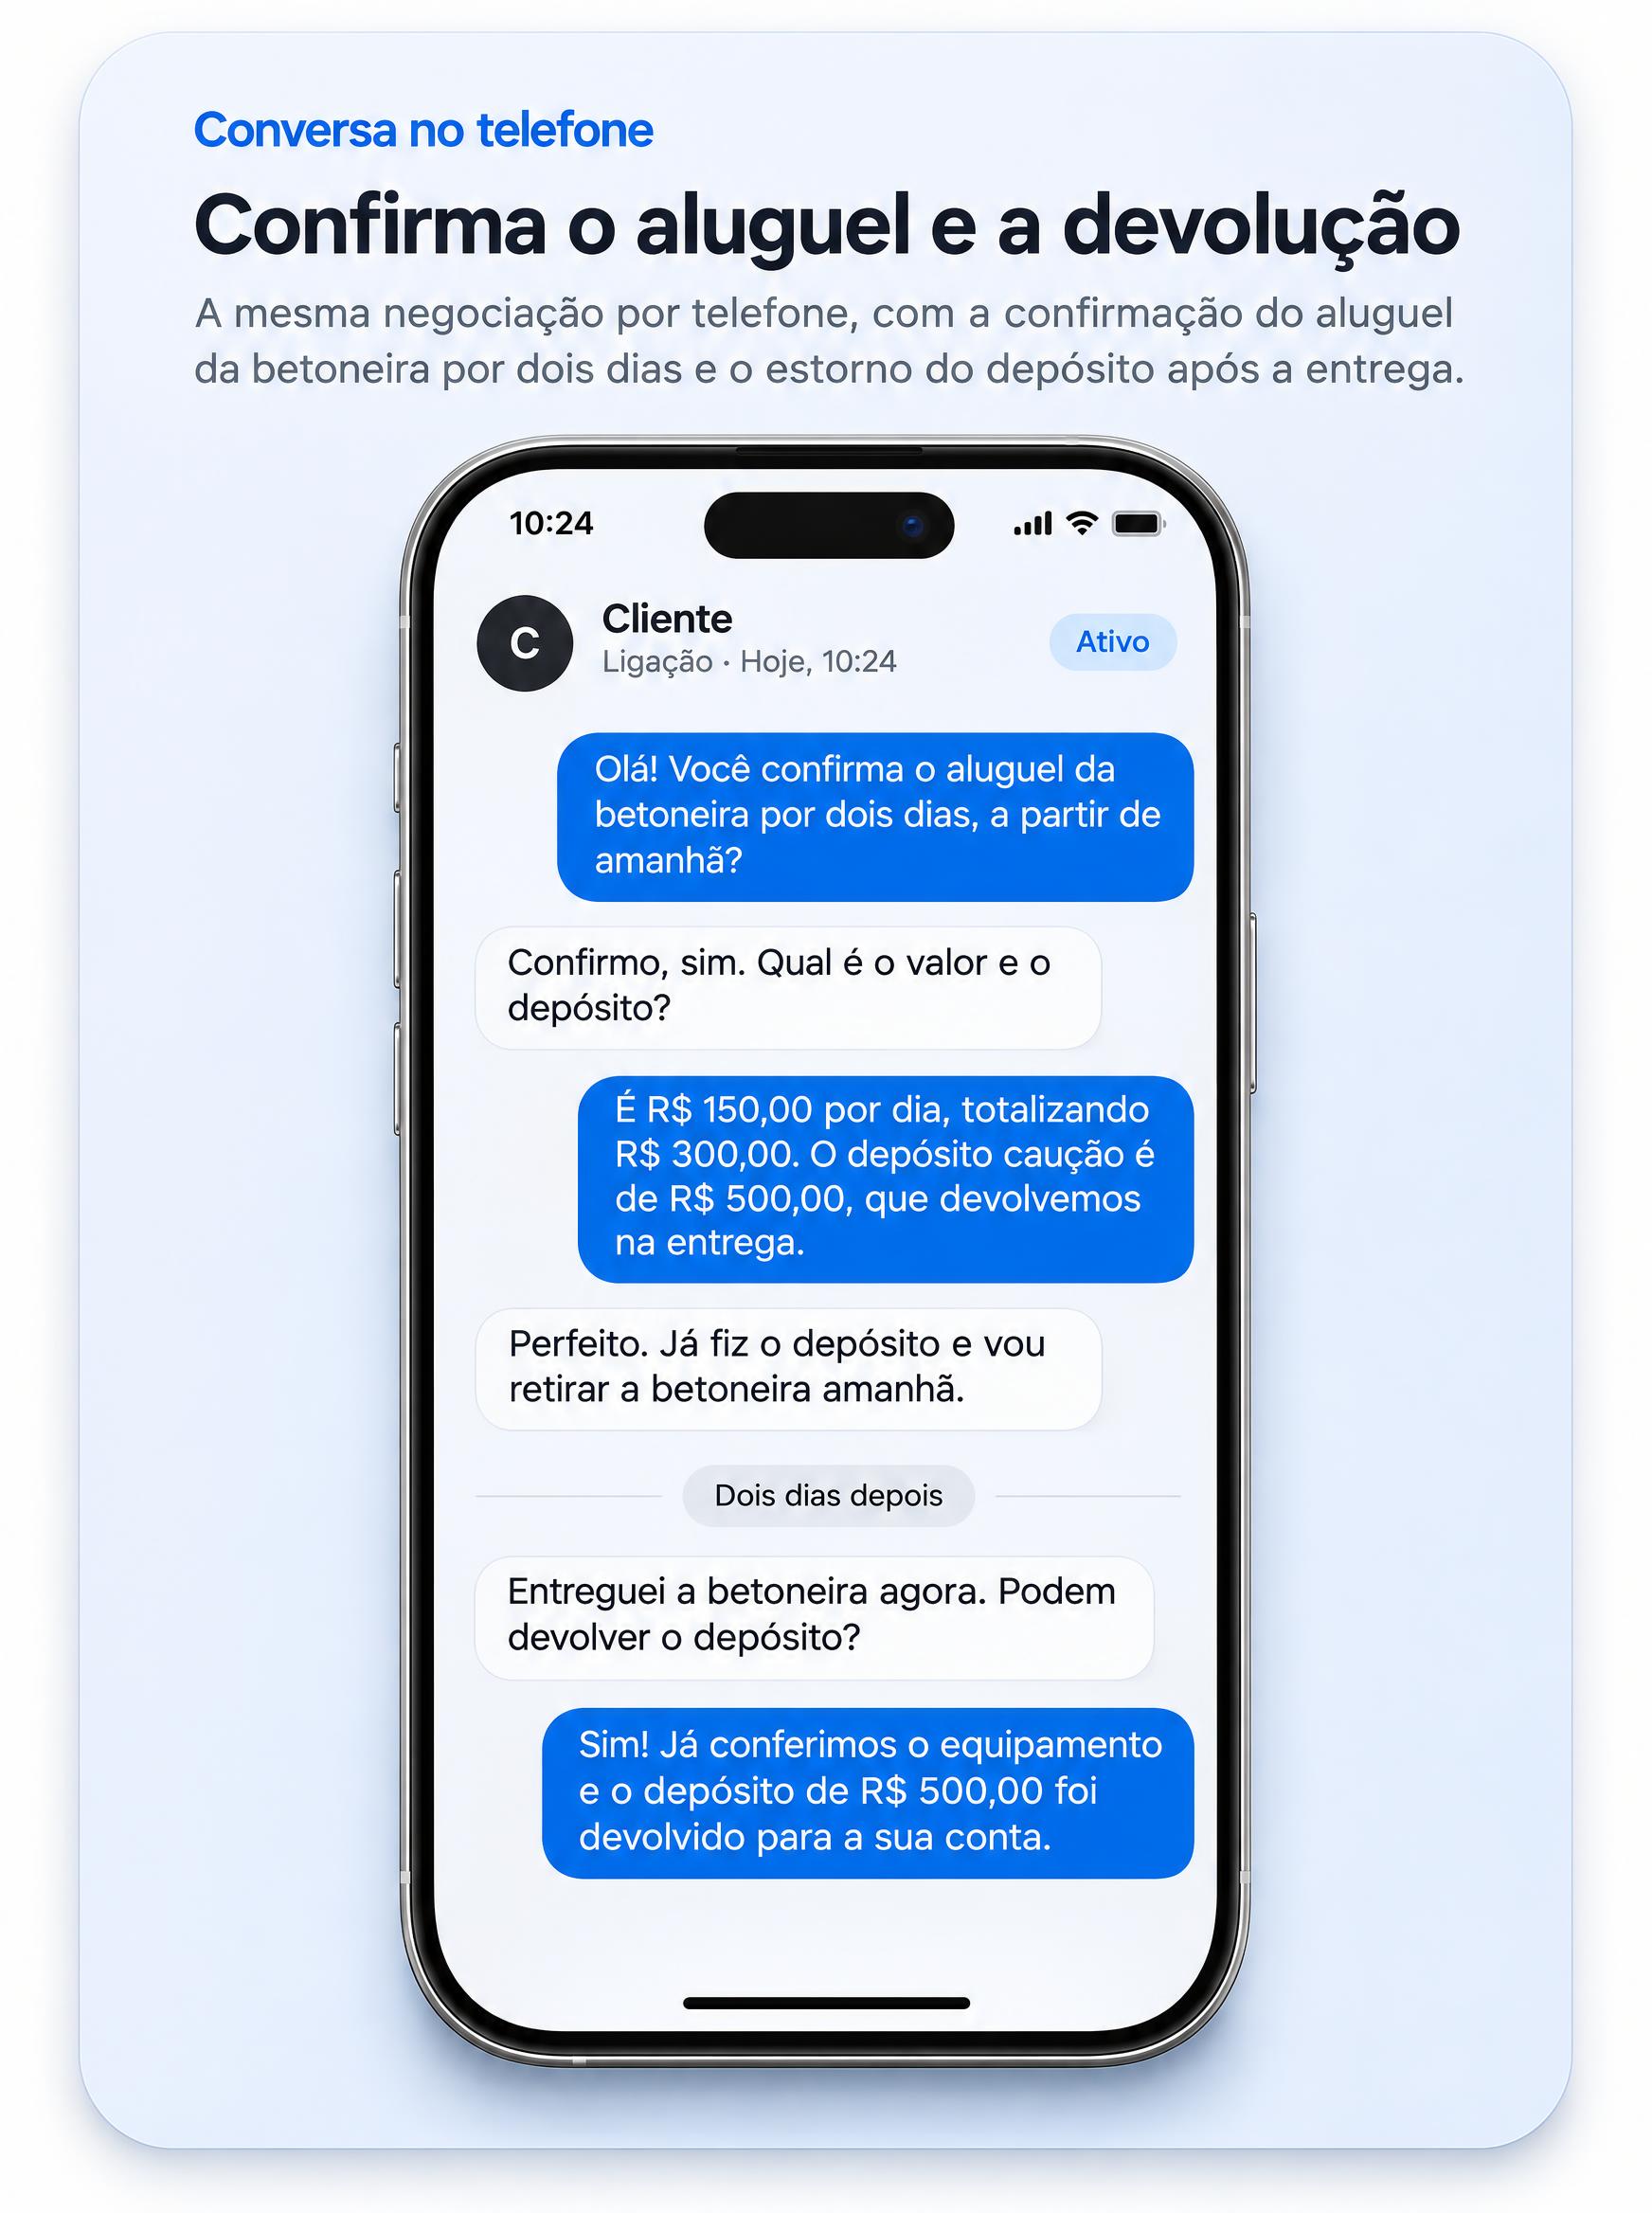 Conversa no telefone
Confirma o aluguel e a devolução
A mesma negociação por telefone, com a confirmação do aluguel
da betoneira por dois dias e o estorno do depósito após a entrega.
10:24
C
Cliente
Ligação • Hoje, 10:24
Ativo
Olá! Você confirma o aluguel da
betoneira por dois dias, a partir de
amanhã?
Confirmo, sim. Qual é o valor e o
depósito?
É R$ 150,00 por dia, totalizando
R$ 300,00. O depósito caução é
de R$ 500,00, que devolvemos
na entrega.
Perfeito. Já fiz o depósito e vou
retirar a betoneira amanhã.
Dois dias depois
Entreguei a betoneira agora. Podem
devolver o depósito?
Sim! Já conferimos o equipamento
e o depósito de R$ 500,00 foi
devolvido para a sua conta.